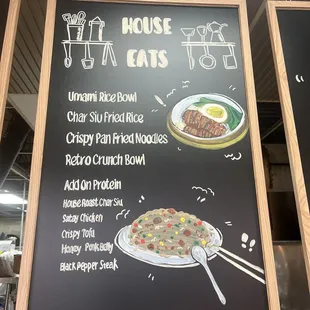 HOUSE
EATS
Umami Rice Bowl
Char Siu Fried Rice
Crispy Pan Fried Noodles
Retro Crunch Bowl
Add On Protein
House Roast Char Siu
Satay Chicken
Crispy Tofu
Honey Pork Belly
Black Pepper Steak